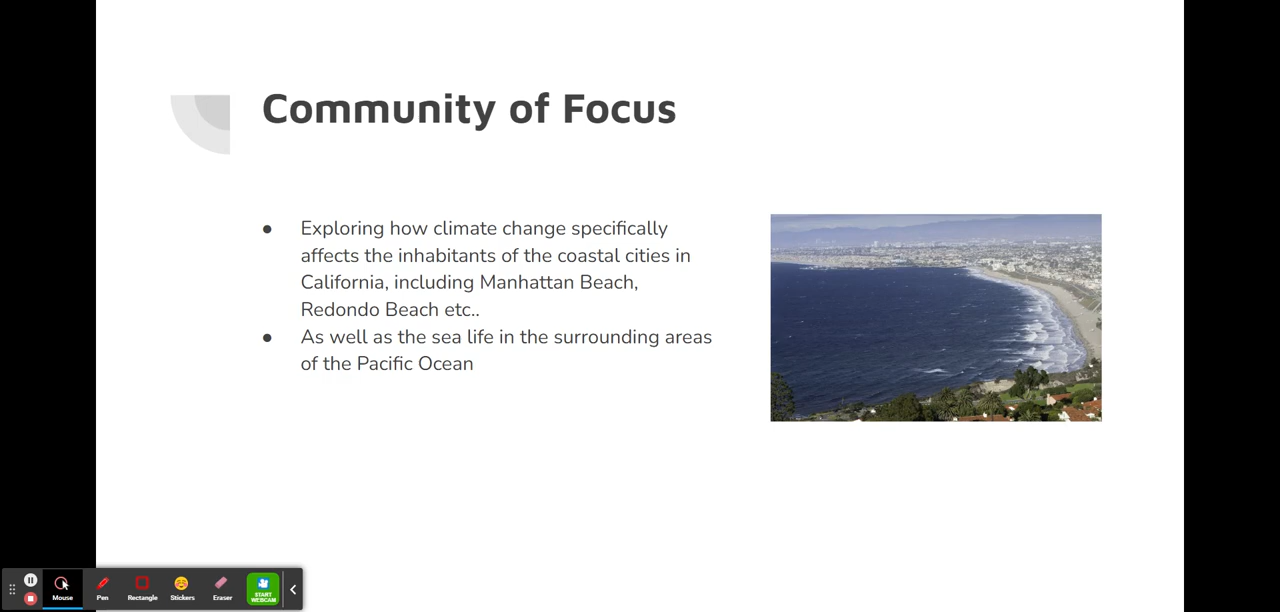 Community of Focus
● Exploring how climate change specifically
affects the inhabitants of the coastal cities in
California, including Manhattan Beach,
Redondo Beach etc..
● As well as the sea life in the surrounding areas
of the Pacific Ocean
Mouse
Pen
Rectangle
Stickers
Eraser
START
WEBCAM